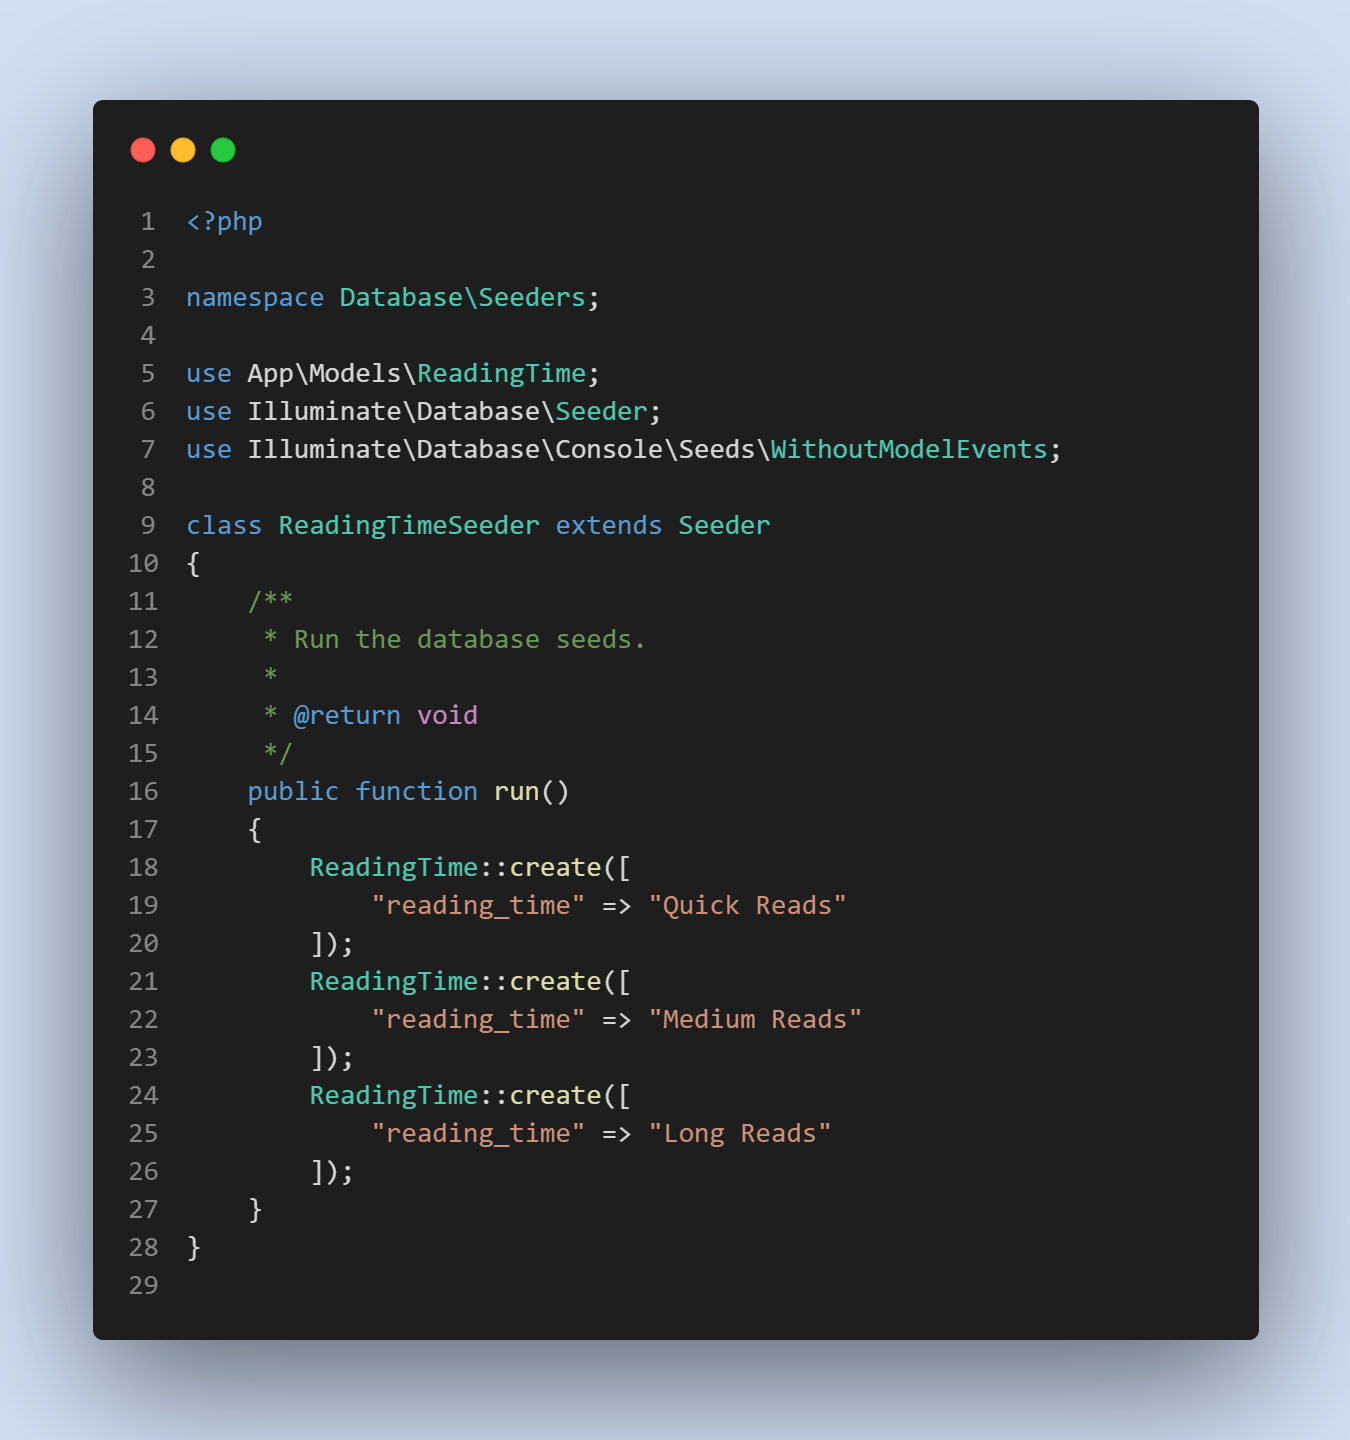 1 <?php
2
3 namespace Database\Seeders;
4
5 use App\Models\ReadingTime;
6 use Illuminate\Database\Seeder;
7 use Illuminate\Database\Console\Seeds\WithoutModelEvents;
8
9 class ReadingTimeSeeder extends Seeder
10 {
11     /**
12      * Run the database seeds.
13      *
14      * @return void
15      */
16     public function run()
17     {
18         ReadingTime::create([
19             "reading_time" => "Quick Reads"
20         ]);
21         ReadingTime::create([
22             "reading_time" => "Medium Reads"
23         ]);
24         ReadingTime::create([
25             "reading_time" => "Long Reads"
26         ]);
27     }
28 }
29